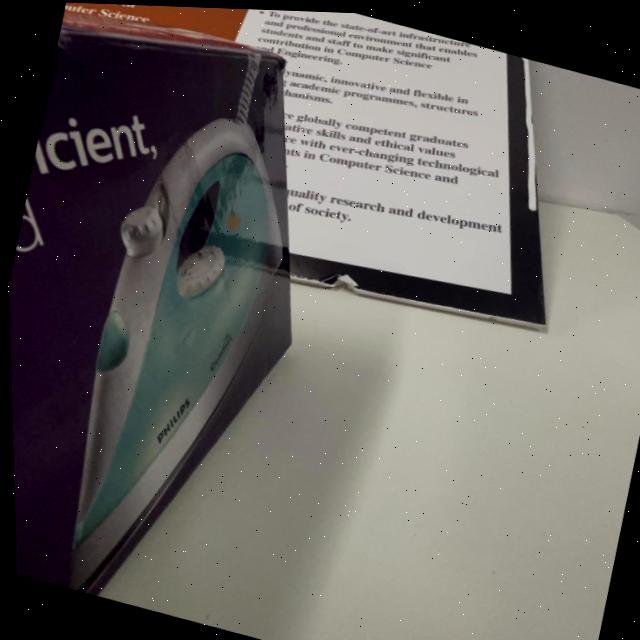 uter Science
To provide the state-of-art infrastructure
and professional environment that enables
students and staff to make significant
contribution in Computer Science
Engineering.
ynamic, innovative and flexible in
academic programmes, structures
hanisms.
globally competent graduates
ative skills and ethical values
e with ever-changing technological
nts in Computer Science and
uality research and development
of society.
icient,
d
PHILIPS